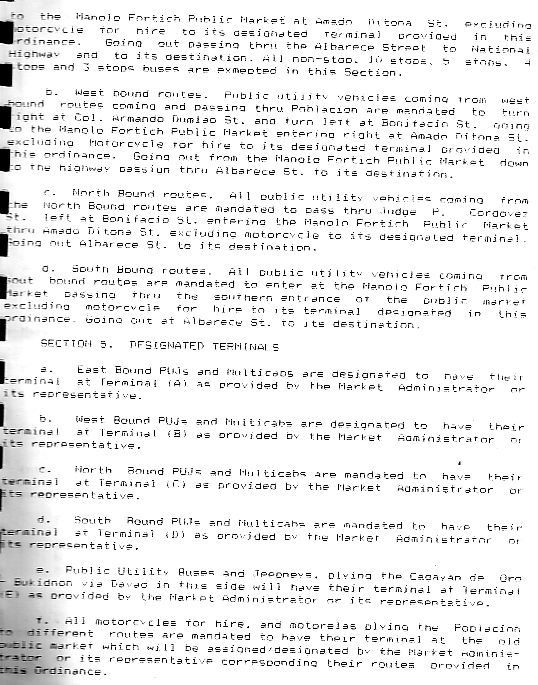 to the Manolo Fortich Public Market at Amado Ditona St. excluding
motorcycle for hire to its designated terminal provided in this
ordinance. Going out passing thru the Albarece Street to National
Highway and to its destination. All non-stop, 10 stops, 5 stops, 4
stops and 3 stops buses are exmepted in this Section.
b. West bound routes. Public utility vehicles coming from west
bound routes coming and passing thru Poblacion are mandated to turn
right at Col. Armando Dumlao St. and turn left at Bonifacio St. going
to the Manolo Fortich Public Market entering right at Amado Ditona St.
excluding Motorcycle for hire to its designated terminal provided in
this ordinance. Going out from the Manolo Fortich Public Market down
to the highway passign thru Albarece St. to its destination.
c. North Bound routes. All public utility vehicles coming from
the North Bound routes are mandated to pass thru Judge P. Cordovez
St. left at Bonifacio St. entering the Manolo Fortich Public Market
thru Amado Ditona St. excluding motorcycle to its designated terminal.
Going out Albarece St. to its destination.
d. South Bound routes. All public utility vehicles coming from
sout bound routes are mandated to enter at the Manolo Fortich Public
Market passing thru the southern entrance of the public market
excluding motorcycle for hire to its terminal designated in this
ordinance. Going out at Albarece St. to its destination.
SECTION 5. DESIGNATED TERMINALS
a. East Bound PUJs and Multicabs are designated to have their
terminal at Terminal (A) as provided by the Market Administrator or
its representative.
b. West Bound PUJs and Multicabs are designated to have their
terminal at Terminal (B) as provided by the Market Administrator or
its representative.
c. North Bound PUJs and Multicabs are mandated to have their
terminal at Terminal (C) as provided by the Market Administrator or
its representative.
d. South Bound PUJs and Multicabs are mandated to have their
terminal at Terminal (D) as provided by the Market Administrator or
its representative.
e. Public Utility Buses and Jeepneys, plying the Cagayan de Oro
- Bukidnon via Davao in this side will have their terminal at Terminal
(E) as provided by the Market Administrator or its representative.
f. All motorcycles for hire, and motorelas plying the Poblacion
to different routes are mandated to have their terminal at the old
public market which will be assigned/designated by the Market Adminis-
trator or its representative corresponding their routes provided in
this Ordinance.